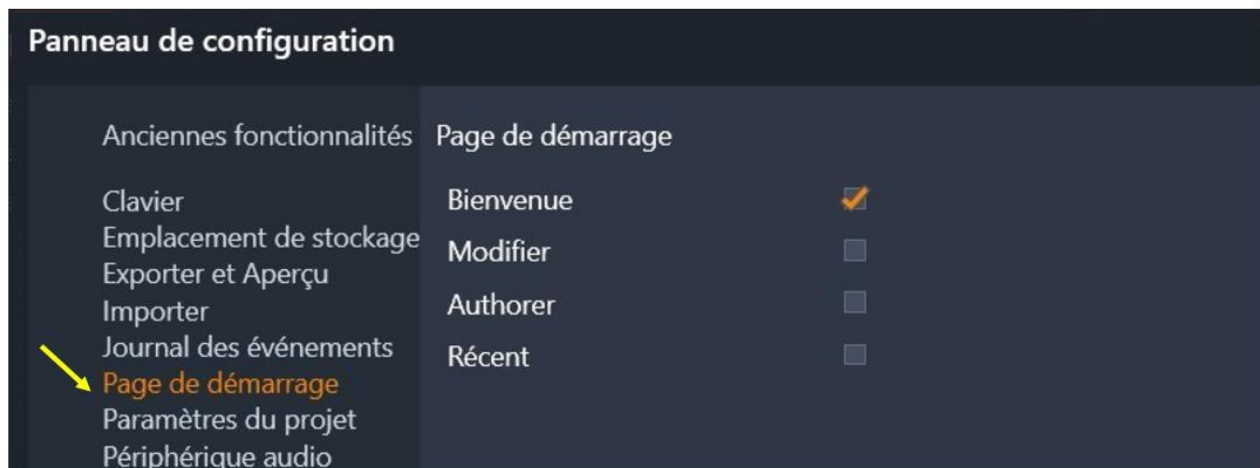 Panneau de configuration
Anciennes fonctionnalités
Clavier
Emplacement de stockage
Exporter et Aperçu
Importer
Journal des événements
Page de démarrage
Paramètres du projet
Périphérique audio
Page de démarrage
Bienvenue
Modifier
Authorer
Récent